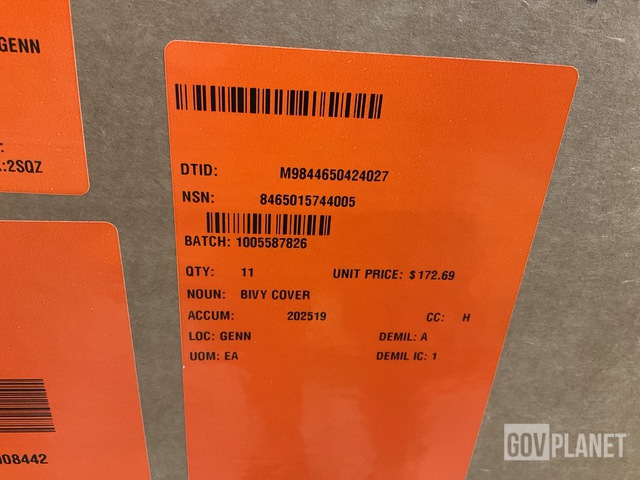 GENN
:2SQZ
08442
DTID: M9844650424027
NSN: 8465015744005
BATCH: 1005587826
QTY: 11 UNIT PRICE: $172.69
NOUN: BIVY COVER
ACCUM: 202519 CC: H
LOC: GENN DEMIL: A
UOM: EA DEMIL IC: 1
GOVPLANET